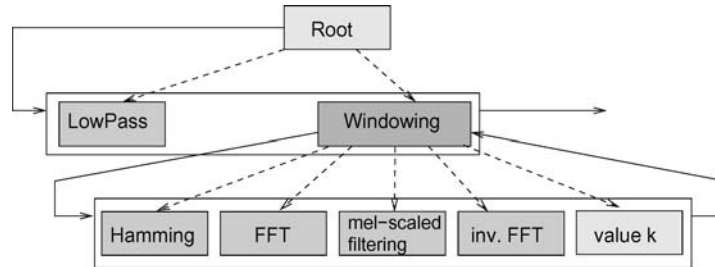 Root
LowPass
Windowing
Hamming
FFT
mel-scaled
filtering
inv. FFT
value k